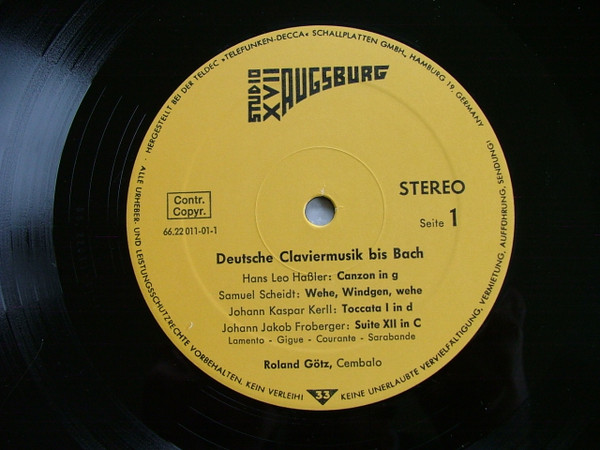 · HERGESTELLT BEI DER TELDEC »TELEFUNKEN-DECCA« SCHALLPLATTEN GMBH., HAMBURG 19, GERMANY
STUDIO
XVII
AUGSBURG
Contr.
Copyr.
66.22 011-01-1
STEREO
Seite 1
Deutsche Claviermusik bis Bach
Hans Leo Haßler: Canzon in g
Samuel Scheidt: Wehe, Windgen, wehe
Johann Kaspar Kerll: Toccata I in d
Johann Jakob Froberger: Suite XII in C
Lamento - Gigue - Courante - Sarabande
Roland Götz, Cembalo
33
· ALLE URHEBER- UND LEISTUNGSSCHUTZRECHTE VORBEHALTEN. KEIN VERLEIH! KEINE UNERLAUBTE VERVIELFÄLTIGUNG, VERMIETUNG, AUFFÜHRUNG, SENDUNG!